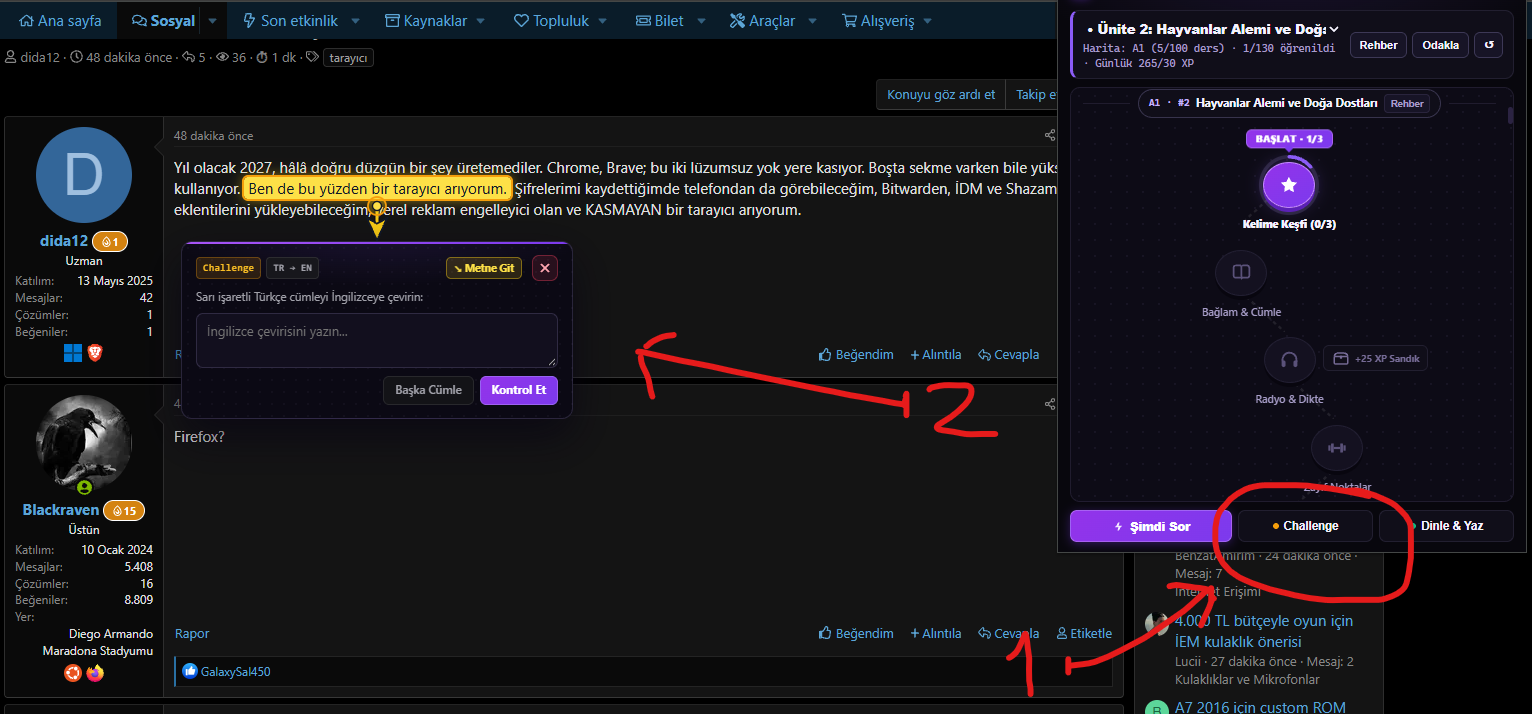 Ana sayfa Sosyal Son etkinlik Kaynaklar Topluluk Bilet Araçlar Alışveriş
dida12 · 48 dakika önce · 5 · 36 · 1 dk · tarayıcı
Konuyu göz ardı et Takip e
D
dida12 1
Uzman
Katılım: 13 Mayıs 2025
Mesajlar: 42
Çözümler: 1
Beğeniler: 1
48 dakika önce
Yıl olacak 2027, hâlâ doğru düzgün bir şey üretemediler. Chrome, Brave; bu iki lüzumsuz yok yere kasıyor. Boşta sekme varken bile yüks
kullanıyor. Ben de bu yüzden bir tarayıcı arıyorum. Şifrelerimi kaydettiğimde telefondan da görebileceğim, Bitwarden, İDM ve Shazam
eklentilerini yükleyebileceğim, yerel reklam engelleyici olan ve KASMAYAN bir tarayıcı arıyorum.
Challenge TR → EN ↘ Metne Git ✕
Sarı işaretli Türkçe cümleyi İngilizceye çevirin:
İngilizce çevirisini yazın...
Başka Cümle Kontrol Et
R
Beğendim + Alıntıla Cevapla
2
Blackraven 15
Üstün
Katılım: 10 Ocak 2024
Mesajlar: 5.408
Çözümler: 16
Beğeniler: 8.809
Yer:
Diego Armando
Maradona Stadyumu
4
Firefox?
Rapor Beğendim + Alıntıla Cevapla Etiketle
GalaxySal450
1
• Ünite 2: Hayvanlar Alemi ve Doğ
Harita: A1 (5/100 ders) · 1/130 öğrenildi
· Günlük 265/30 XP
Rehber Odakla ↺
A1 · #2 Hayvanlar Alemi ve Doğa Dostları Rehber
BAŞLAT · 1/3
Kelime Keşfi (0/3)
Bağlam & Cümle
+25 XP Sandık
Radyo & Dikte
Zayıf Noktalar
Şimdi Sor Challenge Dinle & Yaz
Benzatamirim · 24 dakika önce ·
Mesaj: 7
İnternet Erişimi
4.000 TL bütçeyle oyun için
İEM kulaklık önerisi
Lucii · 27 dakika önce · Mesaj: 2
Kulaklıklar ve Mikrofonlar
B
A7 2016 için custom ROM